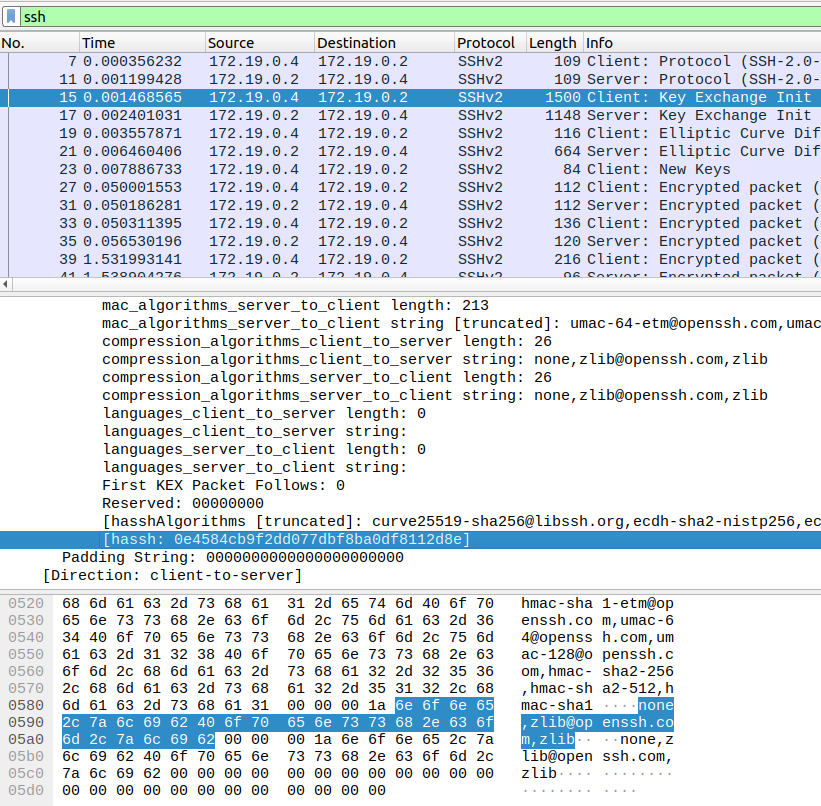 ssh
No. Time Source Destination Protocol Length Info
7 0.000356232 172.19.0.4 172.19.0.2 SSHv2 109 Client: Protocol (SSH-2.0-
11 0.001199428 172.19.0.2 172.19.0.4 SSHv2 109 Server: Protocol (SSH-2.0-
15 0.001468565 172.19.0.4 172.19.0.2 SSHv2 1500 Client: Key Exchange Init
17 0.002401031 172.19.0.2 172.19.0.4 SSHv2 1148 Server: Key Exchange Init
19 0.003557871 172.19.0.4 172.19.0.2 SSHv2 116 Client: Elliptic Curve Dif
21 0.006460406 172.19.0.2 172.19.0.4 SSHv2 664 Server: Elliptic Curve Dif
23 0.007886733 172.19.0.4 172.19.0.2 SSHv2 84 Client: New Keys
27 0.050001553 172.19.0.4 172.19.0.2 SSHv2 112 Client: Encrypted packet (
31 0.050186281 172.19.0.2 172.19.0.4 SSHv2 112 Server: Encrypted packet (
33 0.050311395 172.19.0.4 172.19.0.2 SSHv2 136 Client: Encrypted packet (
35 0.056530196 172.19.0.2 172.19.0.4 SSHv2 120 Server: Encrypted packet (
39 1.531993141 172.19.0.4 172.19.0.2 SSHv2 216 Client: Encrypted packet (
41 1.538904276 172.19.0.2 172.19.0.4 SSHv2 96 Server: Encrypted packet (
mac_algorithms_server_to_client length: 213
mac_algorithms_server_to_client string [truncated]: umac-64-etm@openssh.com,umac
compression_algorithms_client_to_server length: 26
compression_algorithms_client_to_server string: none,zlib@openssh.com,zlib
compression_algorithms_server_to_client length: 26
compression_algorithms_server_to_client string: none,zlib@openssh.com,zlib
languages_client_to_server length: 0
languages_client_to_server string:
languages_server_to_client length: 0
languages_server_to_client string:
First KEX Packet Follows: 0
Reserved: 00000000
[hasshAlgorithms [truncated]: curve25519-sha256@libssh.org,ecdh-sha2-nistp256,ec
[hassh: 0e4584cb9f2dd077dbf8ba0df8112d8e]
Padding String: 0000000000000000000000
[Direction: client-to-server]
0520 68 6d 61 63 2d 73 68 61 31 2d 65 74 6d 40 6f 70 hmac-sha 1-etm@op
0530 65 6e 73 73 68 2e 63 6f 6d 2c 75 6d 61 63 2d 36 enssh.co m,umac-6
0540 34 40 6f 70 65 6e 73 73 68 2e 63 6f 6d 2c 75 6d 4@openss h.com,um
0550 61 63 2d 31 32 38 40 6f 70 65 6e 73 73 68 2e 63 ac-128@o penssh.c
0560 6f 6d 2c 68 6d 61 63 2d 73 68 61 32 2d 32 35 36 om,hmac- sha2-256
0570 2c 68 6d 61 63 2d 73 68 61 32 2d 35 31 32 2c 68 ,hmac-sh a2-512,h
0580 6d 61 63 2d 73 68 61 31 00 00 00 1a 6e 6f 6e 65 mac-sha1 ····none
0590 2c 7a 6c 69 62 40 6f 70 65 6e 73 73 68 2e 63 6f ,zlib@op enssh.co
05a0 6d 2c 7a 6c 69 62 00 00 00 1a 6e 6f 6e 65 2c 7a m,zlib·· ··none,z
05b0 6c 69 62 40 6f 70 65 6e 73 73 68 2e 63 6f 6d 2c lib@open ssh.com,
05c0 7a 6c 69 62 00 00 00 00 00 00 00 00 00 00 00 00 zlib···· ········
05d0 00 00 00 00 00 00 00 00 00 00 00 00 ········ ····